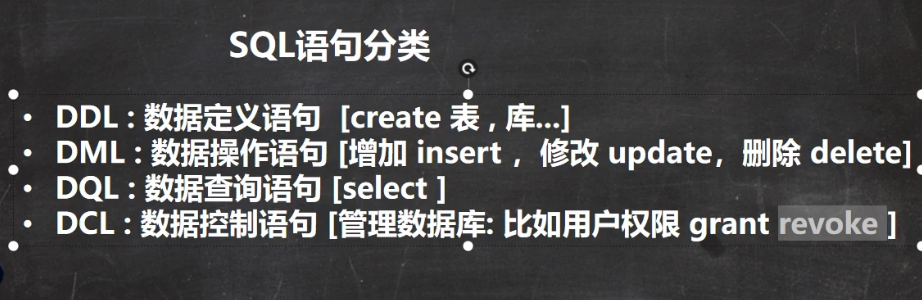 SQL语句分类
• DDL : 数据定义语句 [create 表 , 库...]
• DML : 数据操作语句 [增加 insert ，修改 update，删除 delete]
• DQL : 数据查询语句 [select ]
• DCL : 数据控制语句 [管理数据库: 比如用户权限 grant revoke ]